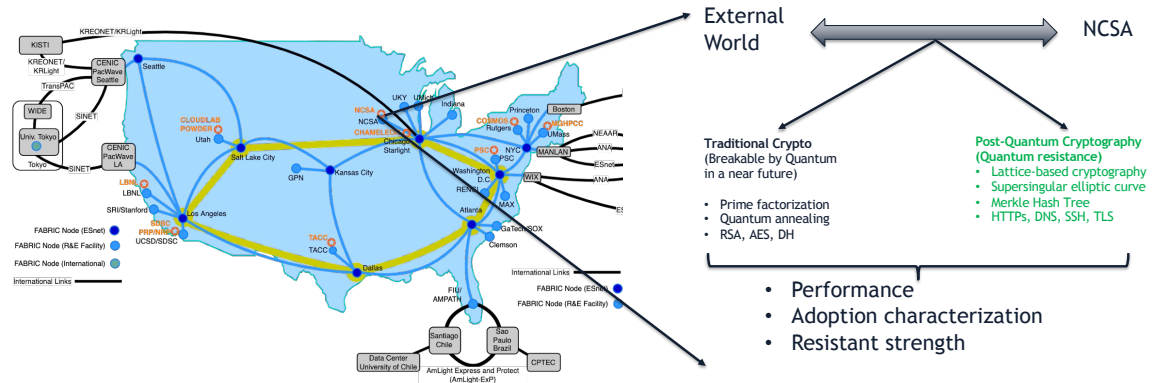 KREONET/KRLight
KISTI
KREONET/
KRLight
CENIC
PacWave
Seattle
TransPAC
WIDE
SINET
Univ. Tokyo
Tokyo
SINET
CENIC
PacWave
LA
Seattle
CLOUDLAB
POWDER
Utah
Salt Lake City
LBNL
LBNL
SRI/Stanford
Los Angeles
SDSC
UCSD/SDSC
GPN
Kansas City
TACC
TACC
Dallas
NCSA
NCSA
UKY
UMich
Indiana
CHAMELEON
Chicago
Starlight
COSMOS
Rutgers
Princeton
MGHPCC
UMass
Boston
NYC
MANLAN
NEAAR
ANA
ESnet
ANA
WIX
PSC
PSC
Washington
D.C.
RENCI
MAX
Atlanta
GaTech/SOX
Clemson
FIU/
AMPATH
Santiago
Chile
Sao
Paulo
Brazil
Data Center
University of Chile
CPTEC
AmLight Express and Protect
(AmLight-ExP)
FABRIC Node (ESnet)
FABRIC Node (R&E Facility)
FABRIC Node (International)
International Links
International Links
FABRIC Node (ESnet)
FABRIC Node (R&E Facility)
External
World
NCSA
Traditional Crypto
(Breakable by Quantum
in a near future)
• Prime factorization
• Quantum annealing
• RSA, AES, DH
Post-Quantum Cryptography
(Quantum resistance)
• Lattice-based cryptography
• Supersingular elliptic curve
• Merkle Hash Tree
• HTTPs, DNS, SSH, TLS
• Performance
• Adoption characterization
• Resistant strength